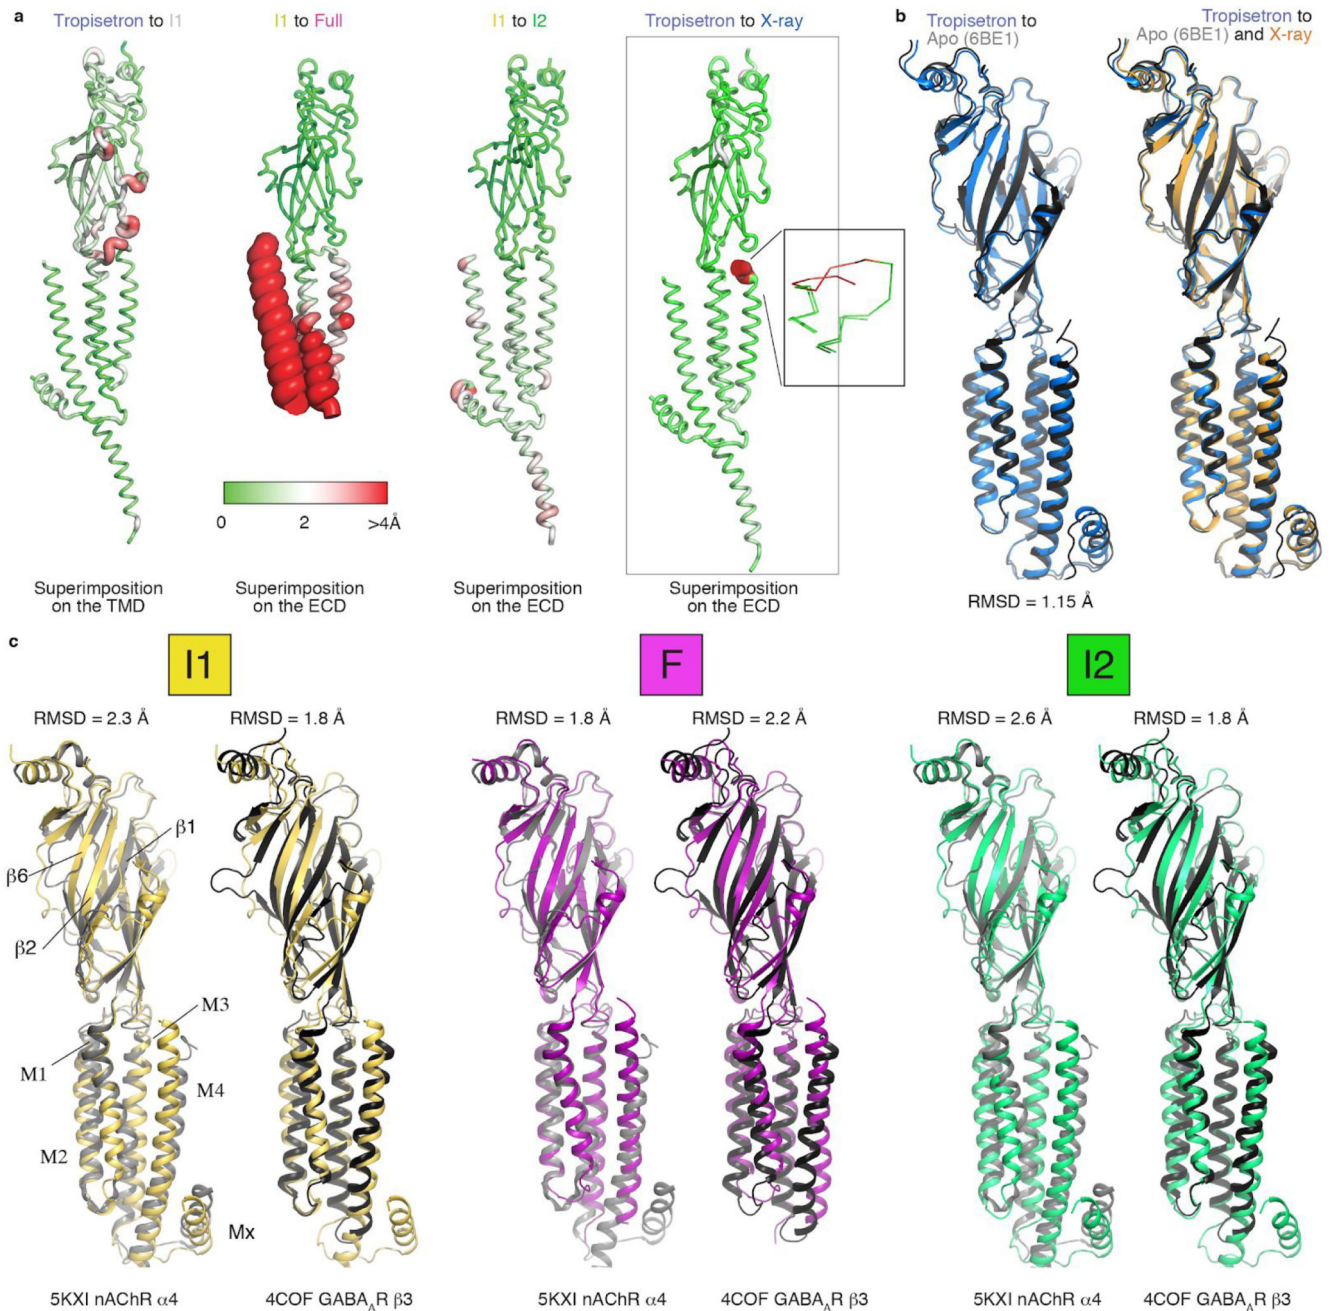 a
Tropisetron to I1
I1 to Full
I1 to I2
Tropisetron to X-ray
0 2 >4Å
Superimposition
on the TMD
Superimposition
on the ECD
Superimposition
on the ECD
Superimposition
on the ECD
b
Tropisetron to
Apo (6BE1)
Tropisetron to
Apo (6BE1) and X-ray
RMSD = 1.15 Å
c
I1
F
I2
RMSD = 2.3 Å
RMSD = 1.8 Å
RMSD = 1.8 Å
RMSD = 2.2 Å
RMSD = 2.6 Å
RMSD = 1.8 Å
β1
β6
β2
M3
M1
M4
M2
Mx
5KXI nAChR α4
4COF GABA_AR β3
5KXI nAChR α4
4COF GABA_AR β3
5KXI nAChR α4
4COF GABA_AR β3